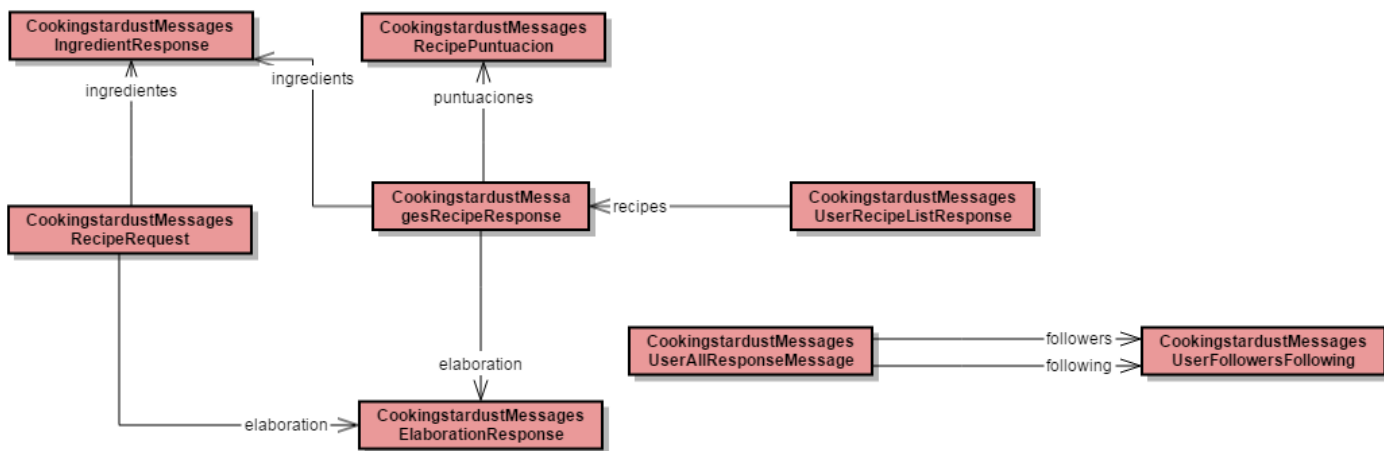 CookingstardustMessages
IngredientResponse
CookingstardustMessages
RecipePuntuacion
ingredients
ingredientes
puntuaciones
CookingstardustMessa
gesRecipeResponse
recipes
CookingstardustMessages
UserRecipeListResponse
CookingstardustMessages
RecipeRequest
CookingstardustMessages
UserAllResponseMessage
followers
following
CookingstardustMessages
UserFollowersFollowing
elaboration
elaboration
CookingstardustMessages
ElaborationResponse